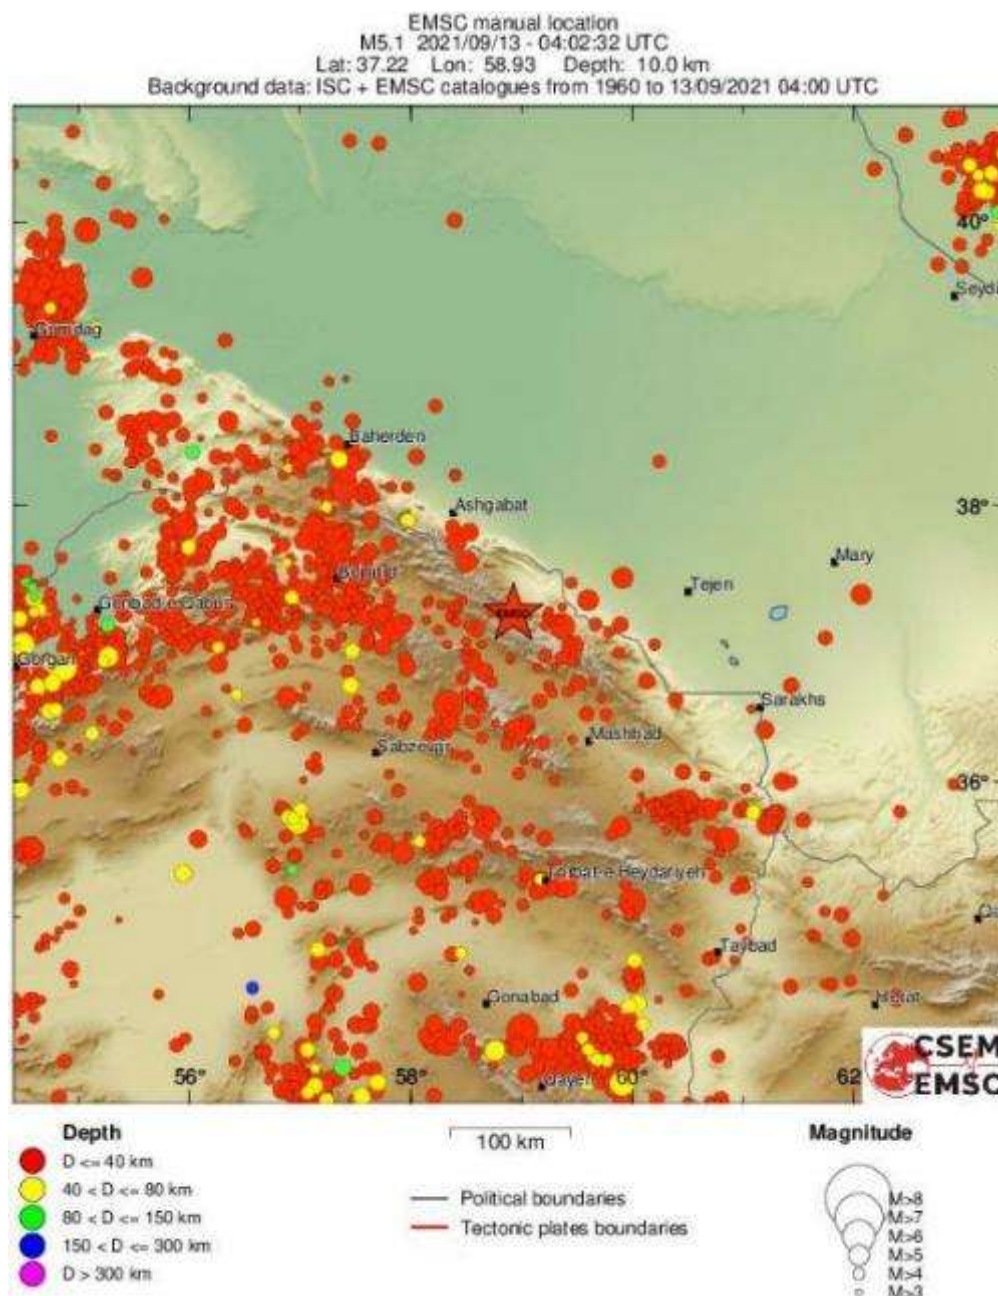 EMSC manual location
M5.1 2021/09/13 - 04:02:32 UTC
Lat: 37.22 Lon: 58.93 Depth: 10.0 km
Background data: ISC + EMSC catalogues from 1960 to 13/09/2021 04:00 UTC
40°
Seyd
Baherden
Ashgabat
38°
Mary
Tejen
EMSC
Gorgan
Sarakhs
Mashhad
Sabzevar
36°
Torbat-e Heydariyeh
Taybad
Gonabad
Herat
CSEM
EMSC
56°
58°
60°
62
Qayen
Depth
D <= 40 km
40 < D <= 80 km
80 < D <= 150 km
150 < D <= 300 km
D > 300 km
100 km
Political boundaries
Tectonic plates boundaries
Magnitude
M>8
M>7
M>6
M>5
M>4
M>3